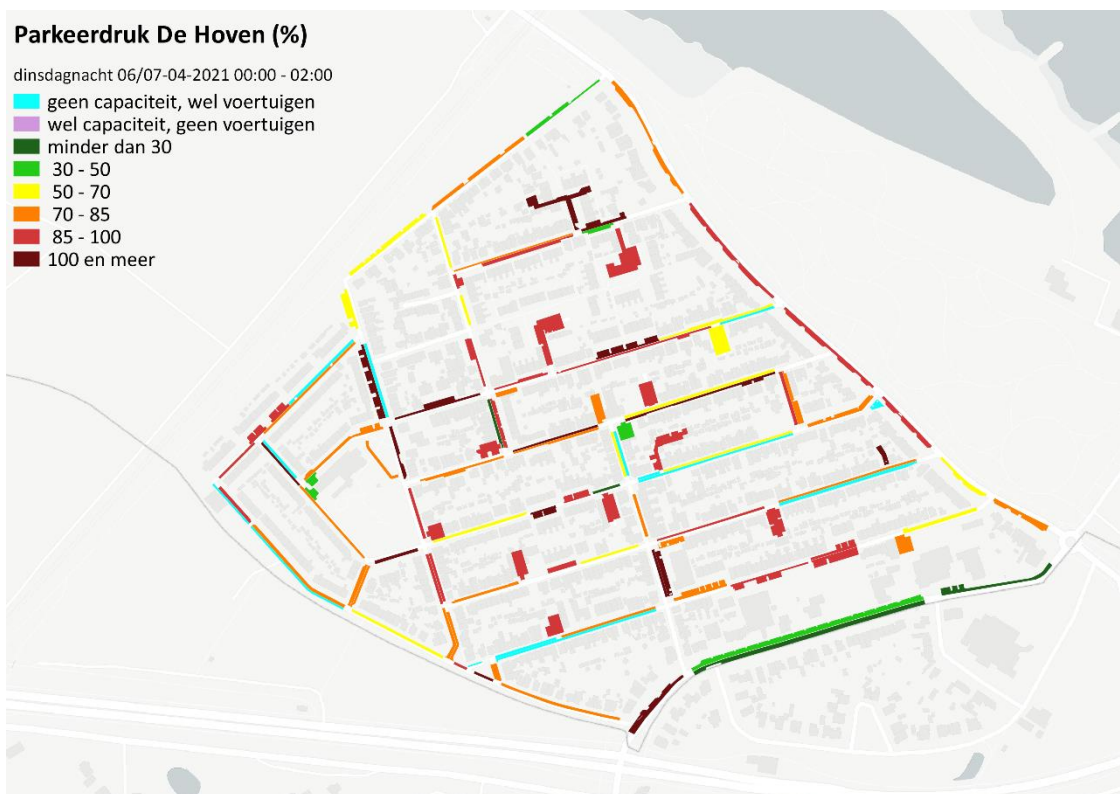 Parkeerdruk De Hoven (%)
dinsdagnacht 06/07-04-2021 00:00 - 02:00
geen capaciteit, wel voertuigen
wel capaciteit, geen voertuigen
minder dan 30
30 - 50
50 - 70
70 - 85
85 - 100
100 en meer